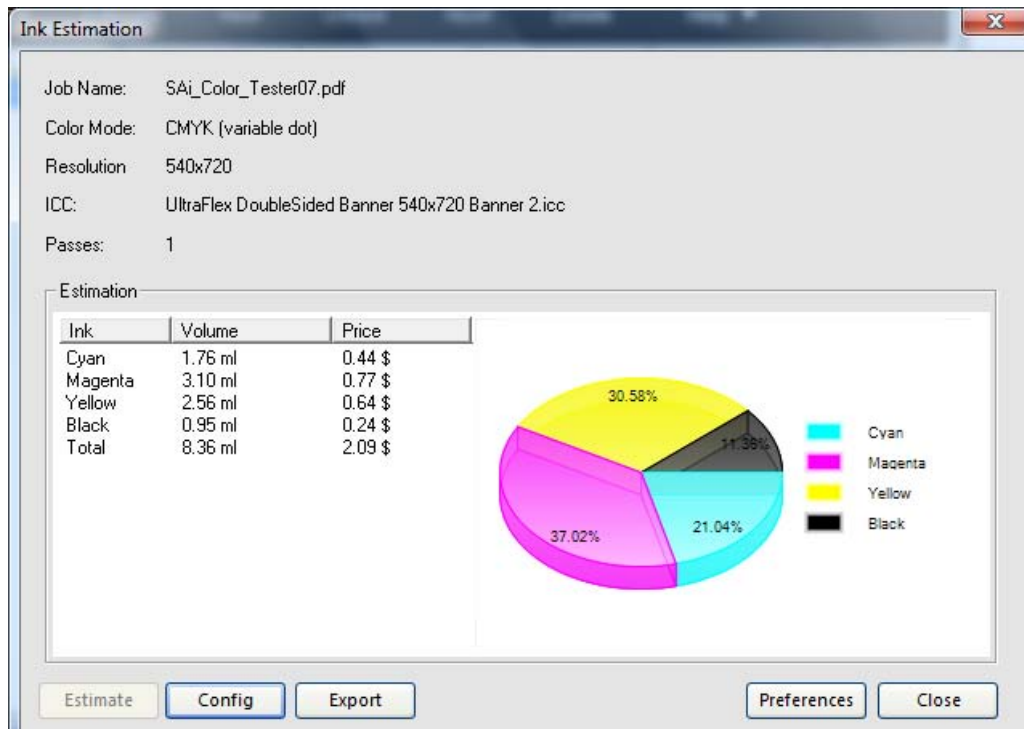 Ink Estimation
Job Name: SAi_Color_Tester07.pdf
Color Mode: CMYK (variable dot)
Resolution 540x720
ICC: UltraFlex DoubleSided Banner 540x720 Banner 2.icc
Passes: 1
Estimation
Ink Volume Price
Cyan 1.76 ml 0.44 $
Magenta 3.10 ml 0.77 $
Yellow 2.56 ml 0.64 $
Black 0.95 ml 0.24 $
Total 8.36 ml 2.09 $
30.58%
11.36%
37.02%
21.04%
Cyan
Magenta
Yellow
Black
Estimate Config Export Preferences Close